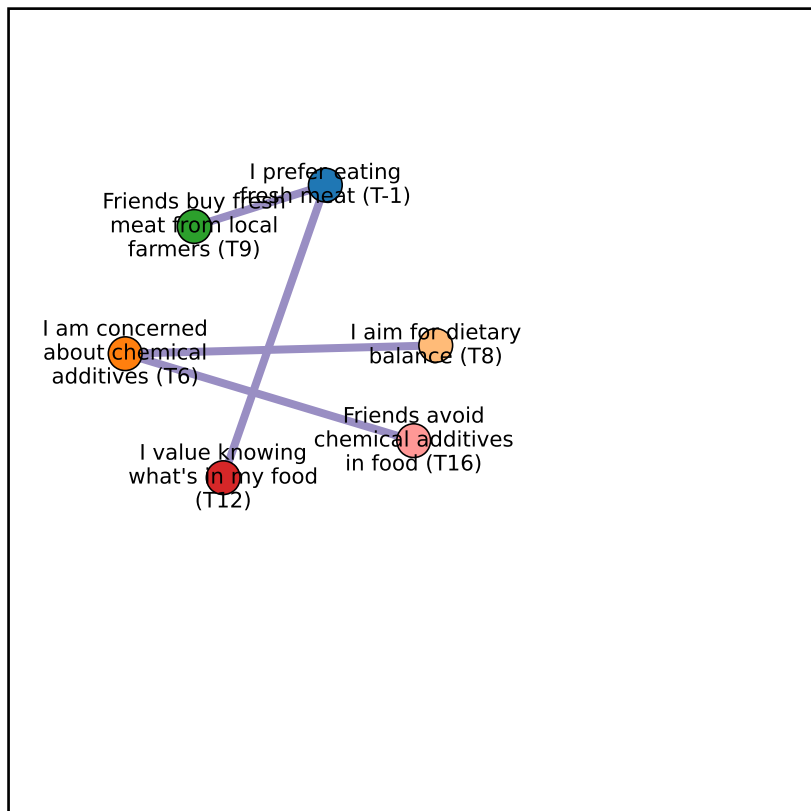 I prefer eating
fresh meat (T-1)
Friends buy fresh
meat from local
farmers (T9)
I am concerned
about chemical
additives (T6)
I aim for dietary
balance (T8)
Friends avoid
chemical additives
in food (T16)
I value knowing
what's in my food
(T12)